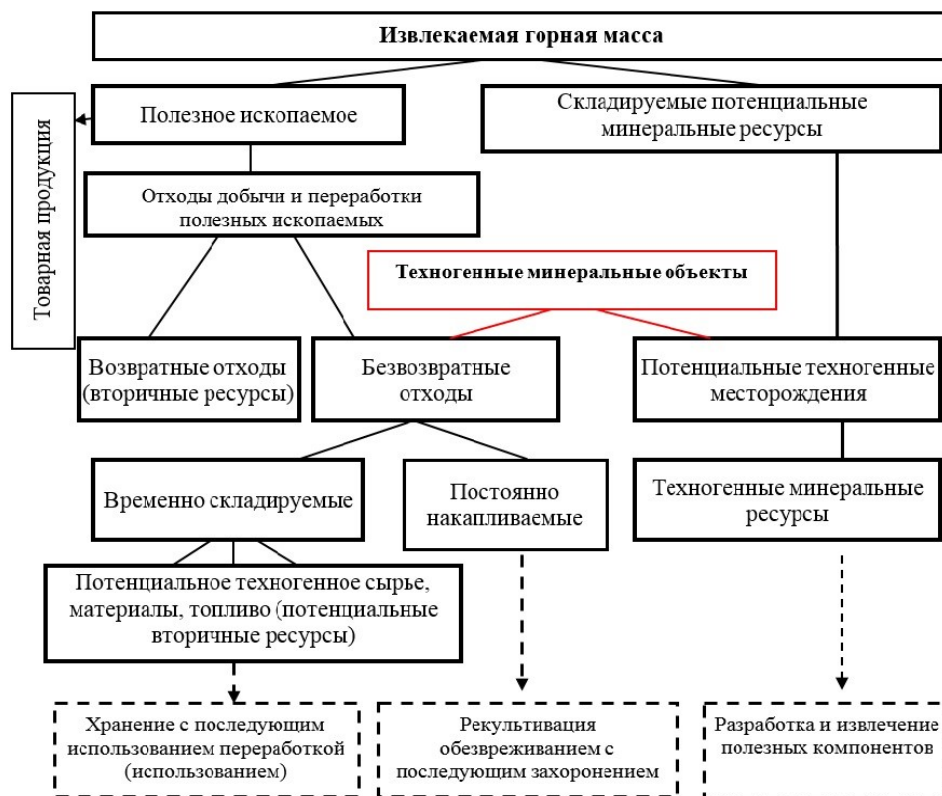 Извлекаемая горная масса
Товарная продукция
Полезное ископаемое
Складируемые потенциальные
минеральные ресурсы
Отходы добычи и переработки
полезных ископаемых
Техногенные минеральные объекты
Возвратные отходы
(вторичные ресурсы)
Безвозвратные
отходы
Потенциальные техногенные
месторождения
Временно складируемые
Постоянно
накапливаемые
Техногенные минеральные
ресурсы
Потенциальное техногенное сырье,
материалы, топливо (потенциальные
вторичные ресурсы)
Хранение с последующим
использованием переработкой
(использованием)
Рекультивация
обезвреживанием с
последующим захоронением
Разработка и извлечение
полезных компонентов